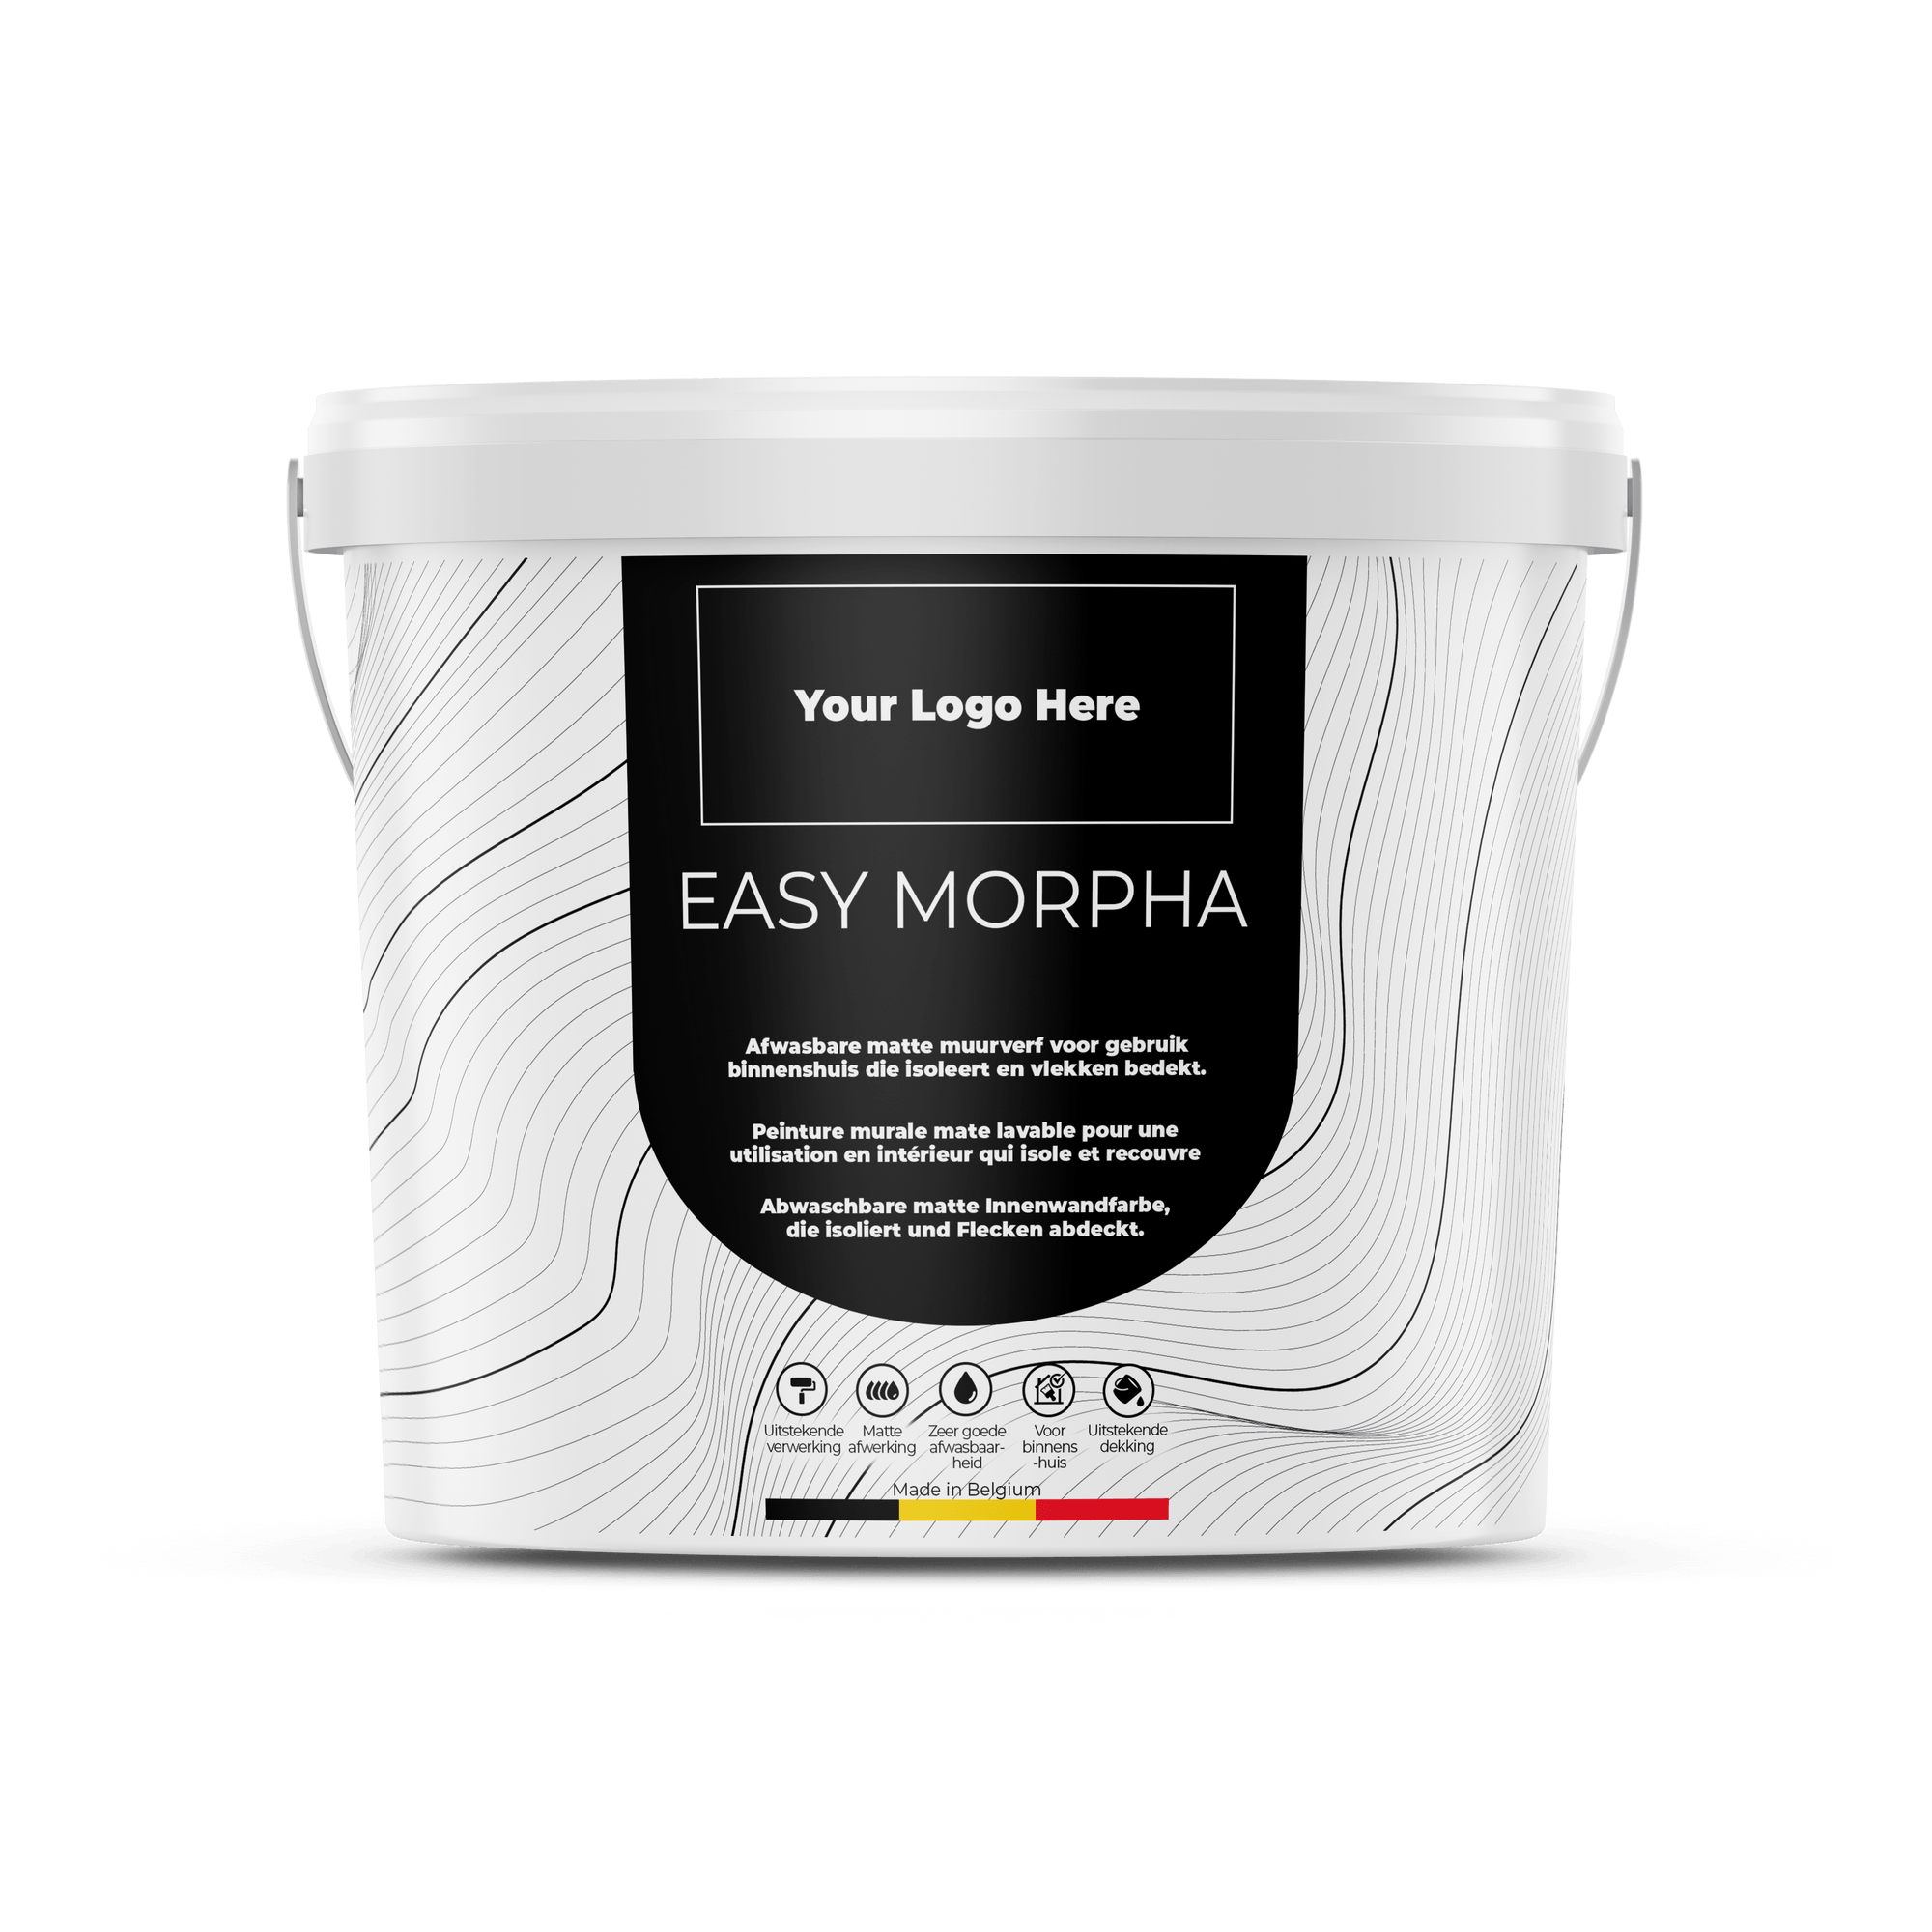 Your Logo Here
EASY MORPHA
Afwasbare matte muurverf voor gebruik
binnenshuis die isoleert en vlekken bedekt.
Peinture murale mate lavable pour une
utilisation en intérieur qui isole et recouvre
Abwaschbare matte Innenwandfarbe,
die isoliert und Flecken abdeckt.
Uitstekende
verwerking
Matte
afwerking
Zeer goede
afwasbaar-
heid
Voor
binnens
-huis
Uitstekende
dekking
Made in Belgium